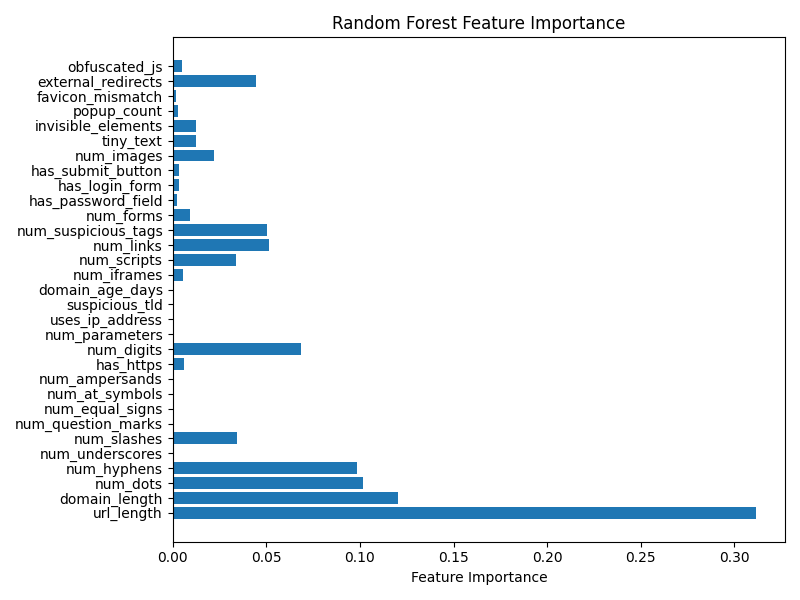 Random Forest Feature Importance
obfuscated_js
external_redirects
favicon_mismatch
popup_count
invisible_elements
tiny_text
num_images
has_submit_button
has_login_form
has_password_field
num_forms
num_suspicious_tags
num_links
num_scripts
num_iframes
domain_age_days
suspicious_tld
uses_ip_address
num_parameters
num_digits
has_https
num_ampersands
num_at_symbols
num_equal_signs
num_question_marks
num_slashes
num_underscores
num_hyphens
num_dots
domain_length
url_length
0.00 0.05 0.10 0.15 0.20 0.25 0.30
Feature Importance